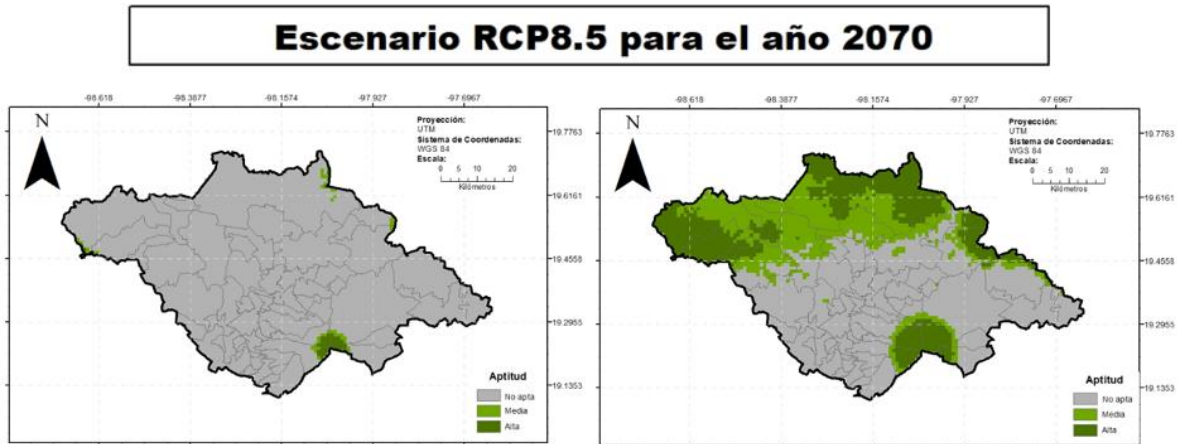 Escenario RCP8.5 para el año 2070
-98.618 -98.3877 -98.1574 -97.927 -97.6967
N
Proyección:
UTM
Sistema de Coordenadas:
WGS 84
Escala:
0 5 10 20
Kilómetros
19.7763
19.6161
19.4558
19.2955
19.1353
Aptitud
No apta
Media
Alta
-98.618 -98.3877 -98.1574 -97.927 -97.6967
N
Proyección:
UTM
Sistema de Coordenadas:
WGS 84
Escala:
0 5 10 20
Kilómetros
19.7763
19.6161
19.4558
19.2955
19.1353
Aptitud
No apta
Media
Alta